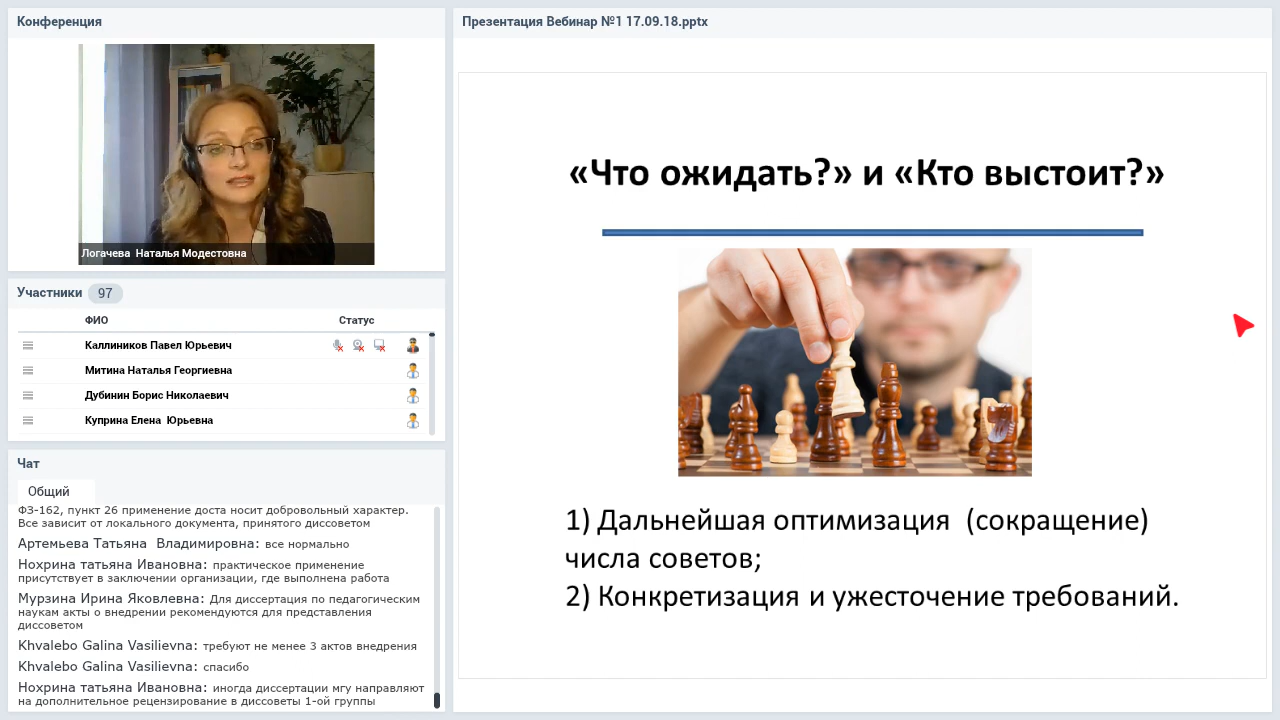 Конференция
Логачева  Наталья Модестовна
Участники 97
ФИО Статус
Каллиников Павел Юрьевич
Митина Наталья Георгиевна
Дубинин Борис Николаевич
Куприна Елена  Юрьевна
Чат
Общий
ФЗ-162, пункт 26 применение доста носит добровольный характер.
Все зависит от локального документа, принятого диссоветом
Артемьева Татьяна  Владимировна: все нормально
Нохрина татьяна Ивановна: практическое применение
присутствует в заключении организации, где выполнена работа
Мурзина Ирина Яковлевна: Для диссертация по педагогическим
наукам акты о внедрении рекомендуются для представления
диссоветом
Khvalebo Galina Vasilievna: требуют не менее 3 актов внедрения
Khvalebo Galina Vasilievna: спасибо
Нохрина татьяна Ивановна: иногда диссертации мгу направляют
на дополнительное рецензирование в диссоветы 1-ой группы
Презентация Вебинар №1 17.09.18.pptx
«Что ожидать?» и «Кто выстоит?»
1) Дальнейшая оптимизация  (сокращение)
числа советов;
2) Конкретизация и ужесточение требований.